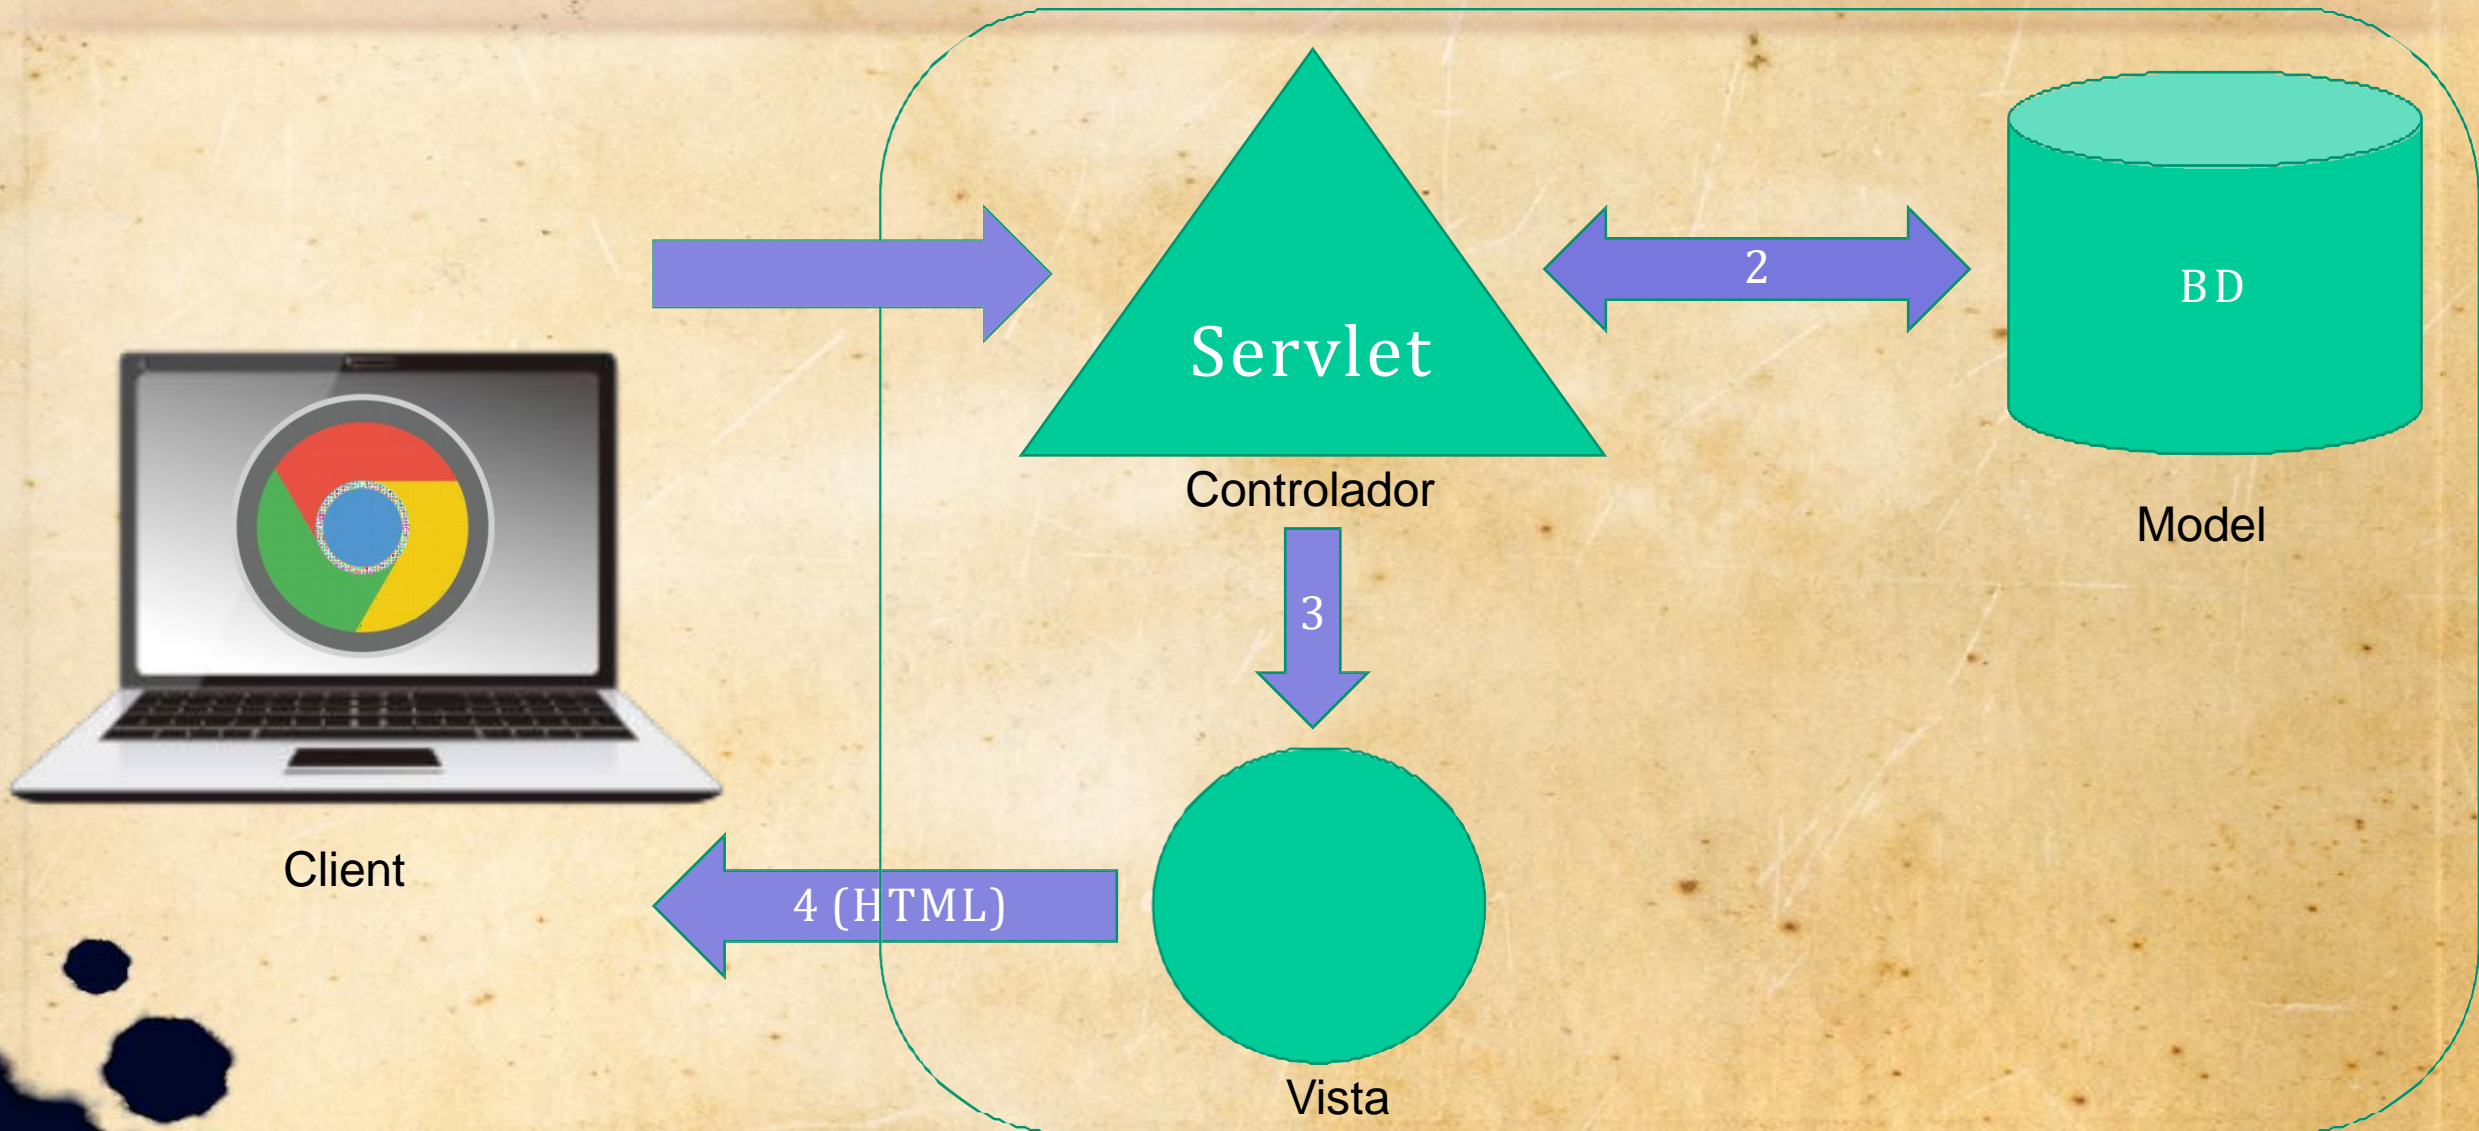 Servlet
2
BD
Controlador
Model
3
Client
4 (HTML)
Vista